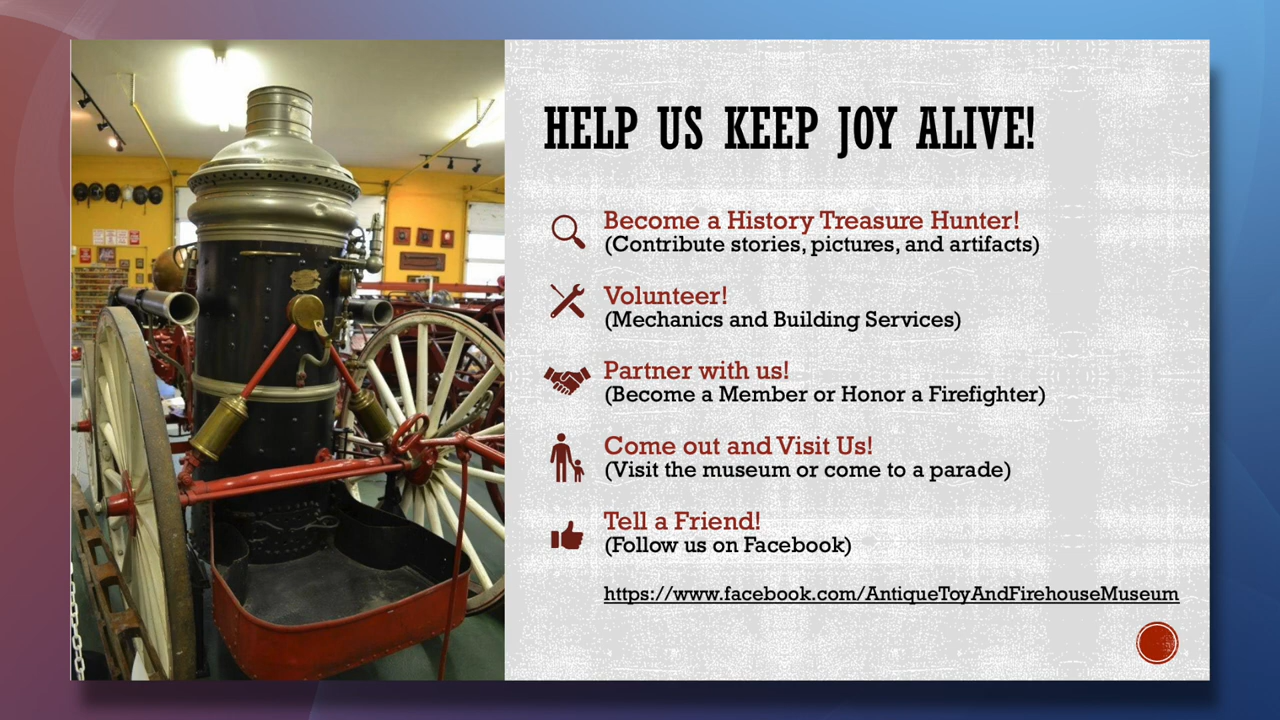 HELP US KEEP JOY ALIVE!
Become a History Treasure Hunter!
(Contribute stories, pictures, and artifacts)
Volunteer!
(Mechanics and Building Services)
Partner with us!
(Become a Member or Honor a Firefighter)
Come out and Visit Us!
(Visit the museum or come to a parade)
Tell a Friend!
(Follow us on Facebook)
https://www.facebook.com/AntiqueToyAndFirehouseMuseum